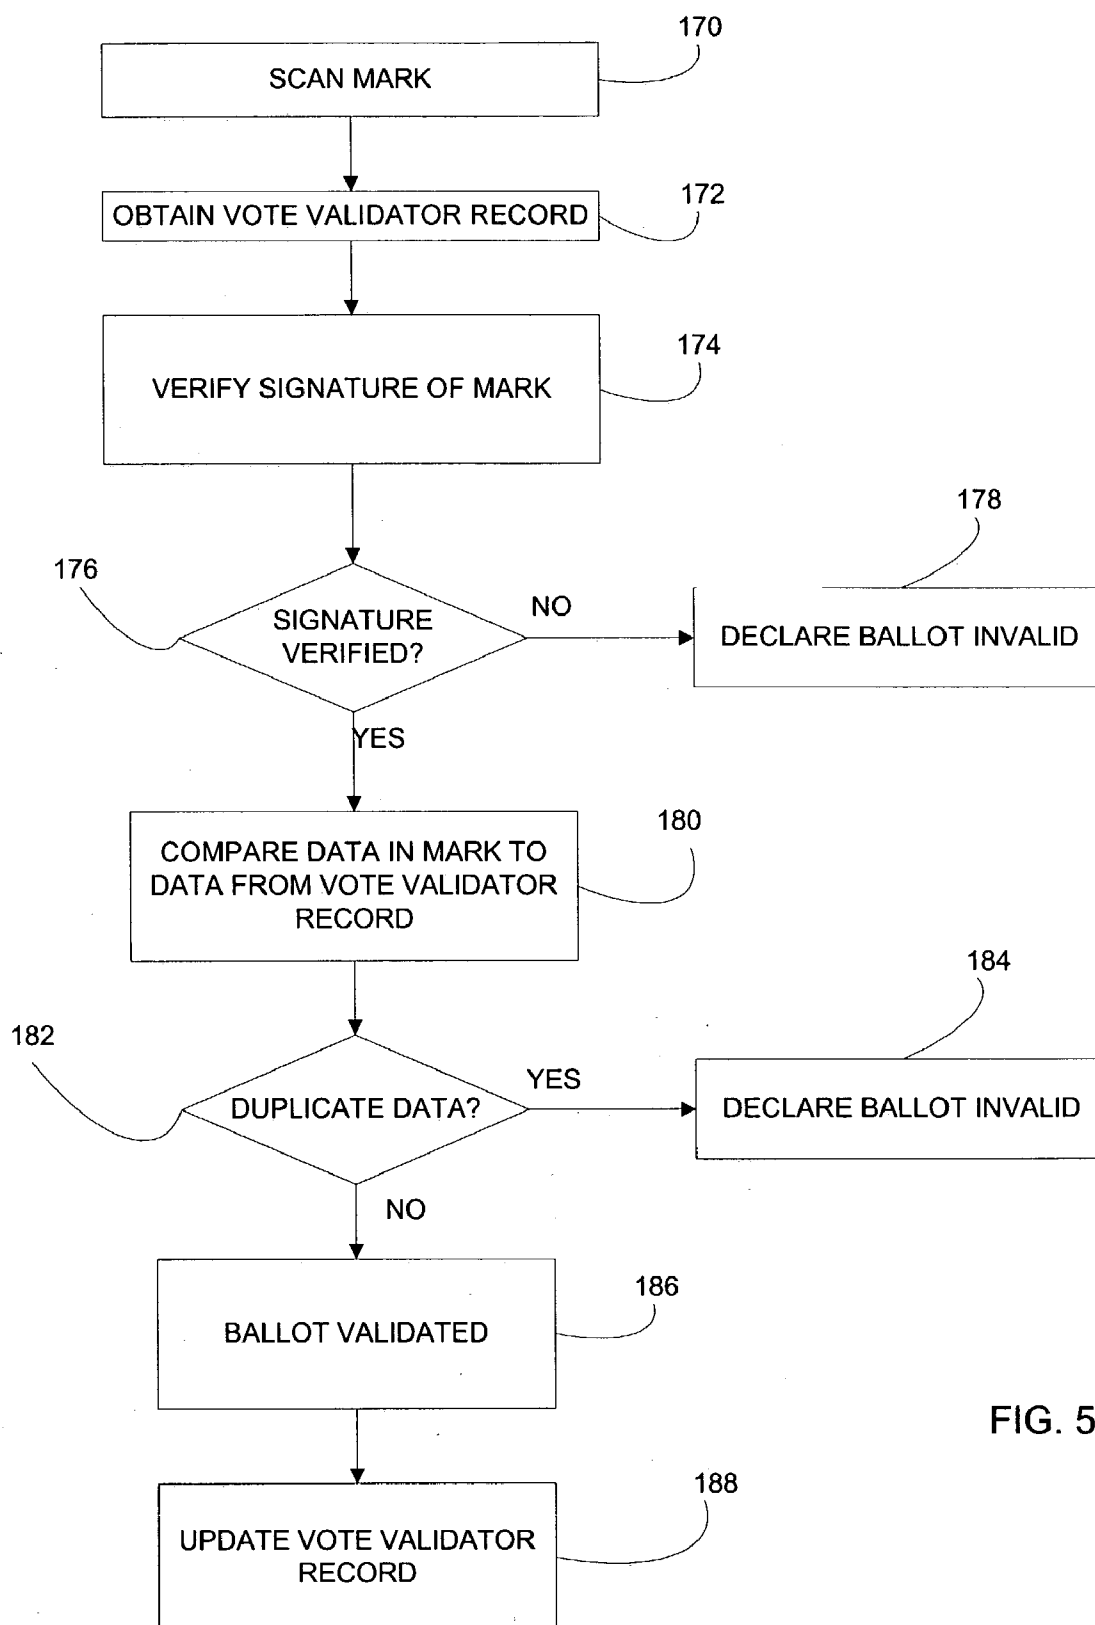 170
SCAN MARK
172
OBTAIN VOTE VALIDATOR RECORD
174
VERIFY SIGNATURE OF MARK
178
176
SIGNATURE
VERIFIED?
NO
DECLARE BALLOT INVALID
YES
180
COMPARE DATA IN MARK TO
DATA FROM VOTE VALIDATOR
RECORD
184
182
DUPLICATE DATA?
YES
DECLARE BALLOT INVALID
NO
186
BALLOT VALIDATED
FIG. 5
188
UPDATE VOTE VALIDATOR
RECORD